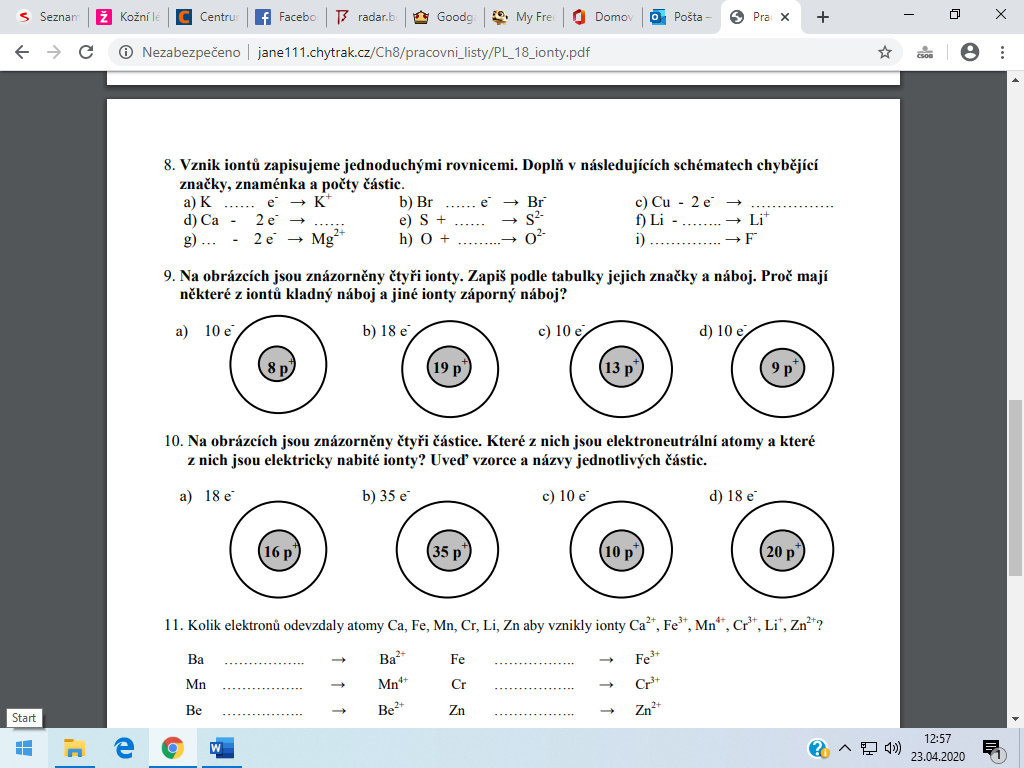 Seznam
Kožní lé
Centrur
Facebo
radar.b
Goodg
My Fre
Domov
Pošta –
Prac
Nezabezpečeno | jane111.chytrak.cz/Ch8/pracovni_listy/PL_18_ionty.pdf
ČSOB
8. Vznik iontů zapisujeme jednoduchými rovnicemi. Doplň v následujících schématech chybějící
značky, znaménka a počty částic.
a) K …… e⁻ → K⁺ b) Br …… e⁻ → Br⁻ c) Cu - 2 e⁻ → …………….
d) Ca - 2 e⁻ → …… e) S + …… → S²⁻ f) Li - …….. → Li⁺
g) … - 2 e⁻ → Mg²⁺ h) O + ……...→ O²⁻ i) ………….. → F⁻
9. Na obrázcích jsou znázorněny čtyři ionty. Zapiš podle tabulky jejich značky a náboj. Proč mají
některé z iontů kladný náboj a jiné ionty záporný náboj?
a) 10 e⁻ b) 18 e⁻ c) 10 e⁻ d) 10 e⁻
8 p⁺ 19 p⁺ 13 p⁺ 9 p⁺
10. Na obrázcích jsou znázorněny čtyři částice. Které z nich jsou elektroneutrální atomy a které
z nich jsou elektricky nabité ionty? Uveď vzorce a názvy jednotlivých částic.
a) 18 e⁻ b) 35 e⁻ c) 10 e⁻ d) 18 e⁻
16 p⁺ 35 p⁺ 10 p⁺ 20 p⁺
11. Kolik elektronů odevzdaly atomy Ca, Fe, Mn, Cr, Li, Zn aby vznikly ionty Ca²⁺, Fe³⁺, Mn⁴⁺, Cr³⁺, Li⁺, Zn²⁺?
Ba …………….. → Ba²⁺ Fe …………….. → Fe³⁺
Mn …………….. → Mn⁴⁺ Cr …………….. → Cr³⁺
Be …………….. → Be²⁺ Zn …………….. → Zn²⁺
Start
12:57
23.04.2020
1